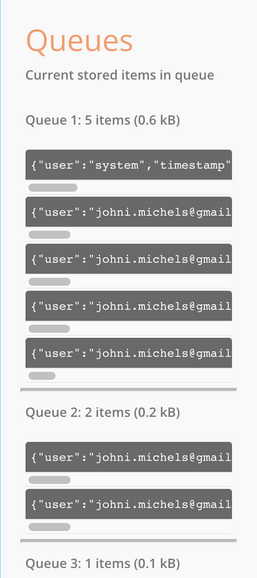 Queues
Current stored items in queue
Queue 1: 5 items (0.6 kB)
{"user":"system","timestamp"
{"user":"johni.michels@gmail
{"user":"johni.michels@gmail
{"user":"johni.michels@gmail
{"user":"johni.michels@gmail
Queue 2: 2 items (0.2 kB)
{"user":"johni.michels@gmail
{"user":"johni.michels@gmail
Queue 3: 1 items (0.1 kB)